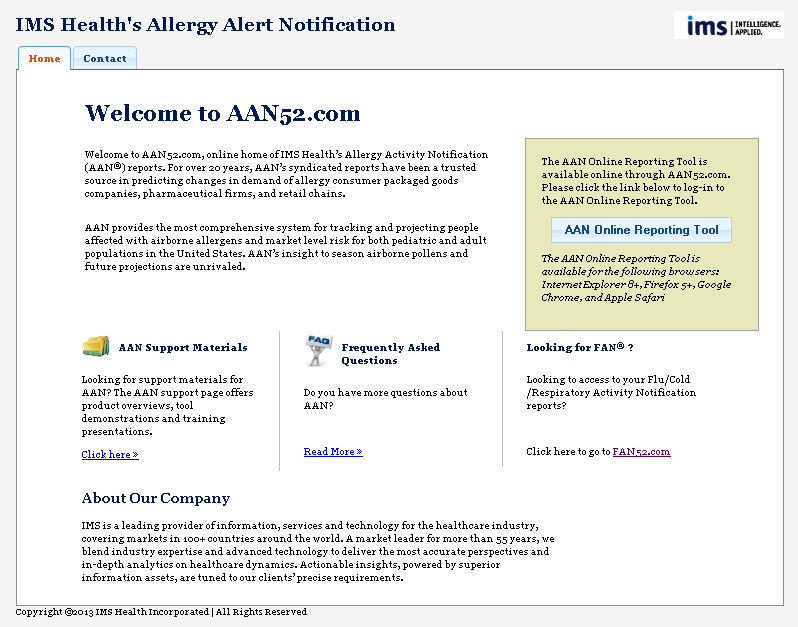 IMS Health's Allergy Alert Notification
ims INTELLIGENCE.
APPLIED.
Home
Contact
Welcome to AAN52.com
Welcome to AAN52.com, online home of IMS Health's Allergy Activity Notification
(AAN®) reports. For over 20 years, AAN's syndicated reports have been a trusted
source in predicting changes in demand of allergy consumer packaged goods
companies, pharmaceutical firms, and retail chains.
AAN provides the most comprehensive system for tracking and projecting people
affected with airborne allergens and market level risk for both pediatric and adult
populations in the United States. AAN's insight to season airborne pollens and
future projections are unrivaled.
The AAN Online Reporting Tool is
available online through AAN52.com.
Please click the link below to log-in to
the AAN Online Reporting Tool.
AAN Online Reporting Tool
The AAN Online Reporting Tool is
available for the following browsers:
Internet Explorer 8+, Firefox 5+, Google
Chrome, and Apple Safari
AAN Support Materials
Looking for support materials for
AAN? The AAN support page offers
product overviews, tool
demonstrations and training
presentations.
Click here »
FAQ
Frequently Asked
Questions
Do you have more questions about
AAN?
Read More »
Looking for FAN® ?
Looking to access to your Flu/Cold
/Respiratory Activity Notification
reports?
Click here to go to FAN52.com
About Our Company
IMS is a leading provider of information, services and technology for the healthcare industry,
covering markets in 100+ countries around the world. A market leader for more than 55 years, we
blend industry expertise and advanced technology to deliver the most accurate perspectives and
in-depth analytics on healthcare dynamics. Actionable insights, powered by superior
information assets, are tuned to our clients' precise requirements.
Copyright ©2013 IMS Health Incorporated | All Rights Reserved